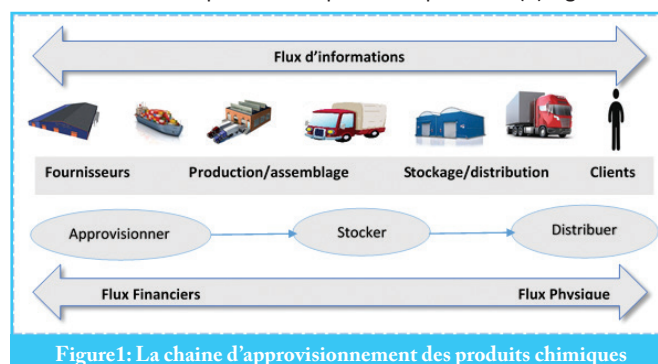 Flux d'informations
Fournisseurs Production/assemblage Stockage/distribution Clients
Approvisionner Stocker Distribuer
Flux Financiers Flux Physique
Figure1: La chaine d'approvisionnement des produits chimiques